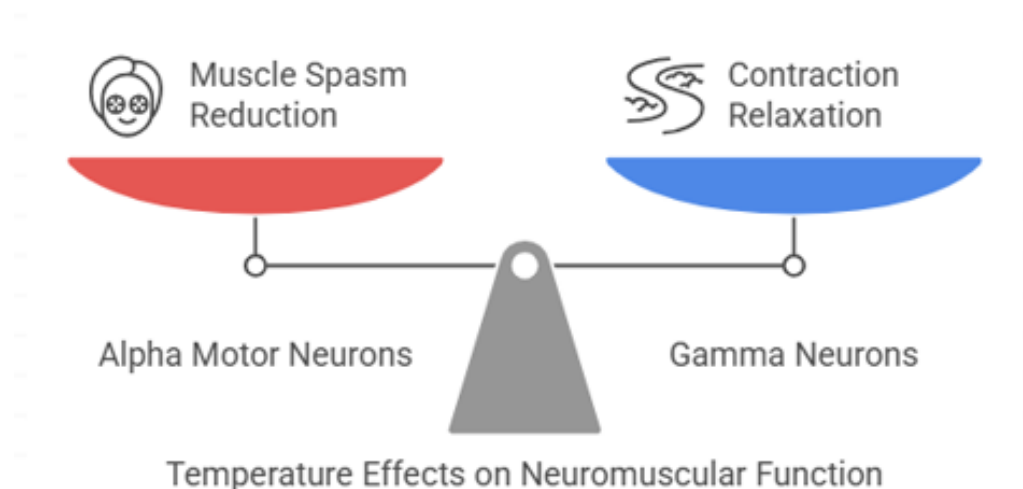 Muscle Spasm
Reduction
Contraction
Relaxation
Alpha Motor Neurons
Gamma Neurons
Temperature Effects on Neuromuscular Function